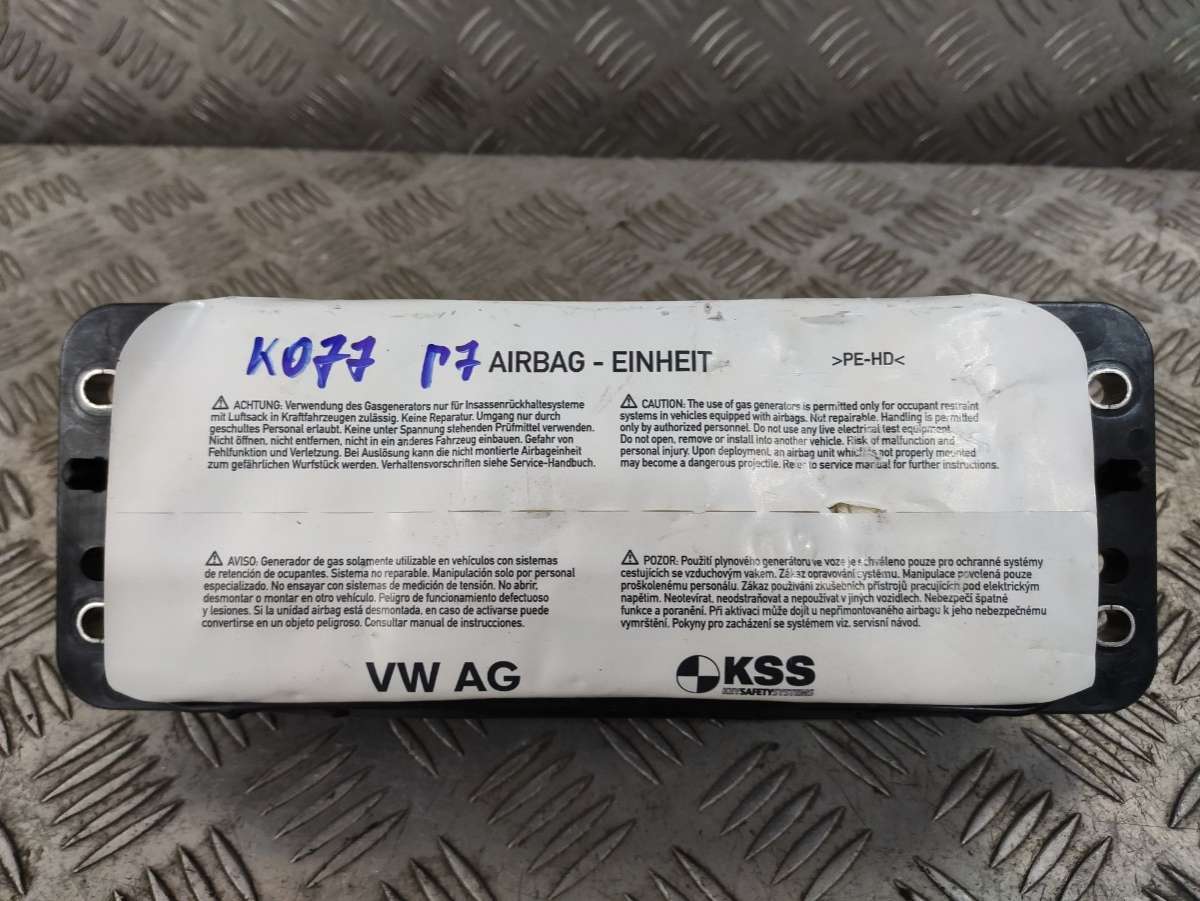 K077 p7 AIRBAG - EINHEIT >PE-HD<
ACHTUNG: Verwendung des Gasgenerators nur für Insassenrückhaltesysteme
mit Luftsack in Kraftfahrzeugen zulässig. Keine Reparatur. Umgang nur durch
geschultes Personal erlaubt. Keine unter Spannung stehenden Prüfmittel verwenden.
Nicht öffnen, nicht entfernen, nicht in ein anderes Fahrzeug einbauen. Gefahr von
Fehlfunktion und Verletzung. Bei Auslösung kann die nicht montierte Airbageinheit
zum gefährlichen Wurfstück werden. Verhaltensvorschriften siehe Service-Handbuch.
CAUTION: The use of gas generators is permitted only for occupant restraint
systems in vehicles equipped with airbags. Not repairable. Handling is permitted
only by authorized personnel. Do not use any live electrical test equipment.
Do not open, remove or install into another vehicle. Risk of malfunction and
personal injury. Upon deployment, an airbag unit which is not properly mounted
may become a dangerous projectile. Refer to service manual for further instructions.
AVISO: Generador de gas solamente utilizable en vehículos con sistemas
de retención de ocupantes. Sistema no reparable. Manipulación solo por personal
especializado. No ensayar con sistemas de medición de tensión. No abrir,
desmontar o montar en otro vehículo. Peligro de funcionamiento defectuoso
y lesiones. Si la unidad airbag está desmontada, en caso de activarse puede
convertirse en un objeto peligroso. Consultar manual de instrucciones.
POZOR: Použití plynového generátoru ve voze je schváleno pouze pro ochranné systémy
cestujících se vzduchovým vakem. Zákaz opravování systému. Manipulace povolená pouze
proškolenému personálu. Zákaz používání zkušebních přístrojů pracujícím pod elektrickým
napětím. Neotevírat, neodstraňovat a nepoužívat v jiných vozidlech. Nebezpečí špatné
funkce a poranění. Při aktivaci může dojít u nepřimontovaného airbagu k jeho nebezpečnému
vymrštění. Pokyny pro zacházení se systémem viz. servisní návod.
VW AG
KSS
KEYSAFETYSYSTEMS